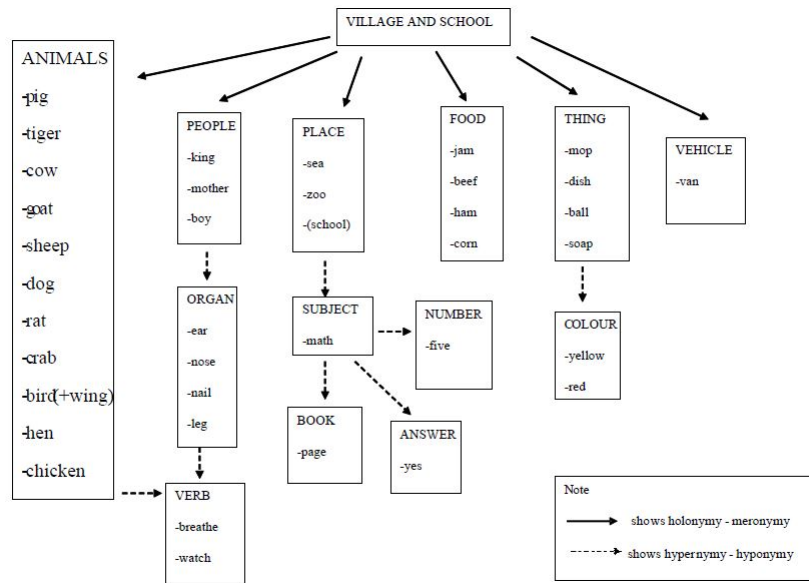 VILLAGE AND SCHOOL
ANIMALS
-pig
-tiger
-cow
-goat
-sheep
-dog
-rat
-crab
-bird(+wing)
-hen
-chicken
PEOPLE
-king
-mother
-boy
PLACE
-sea
-zoo
-(school)
FOOD
-jam
-beef
-ham
-corn
THING
-mop
-dish
-ball
-soap
VEHICLE
-van
ORGAN
-ear
-nose
-nail
-leg
SUBJECT
-math
NUMBER
-five
COLOUR
-yellow
-red
BOOK
-page
ANSWER
-yes
VERB
-breathe
-watch
Note
shows holonymy - meronymy
shows hypernymy - hyponymy